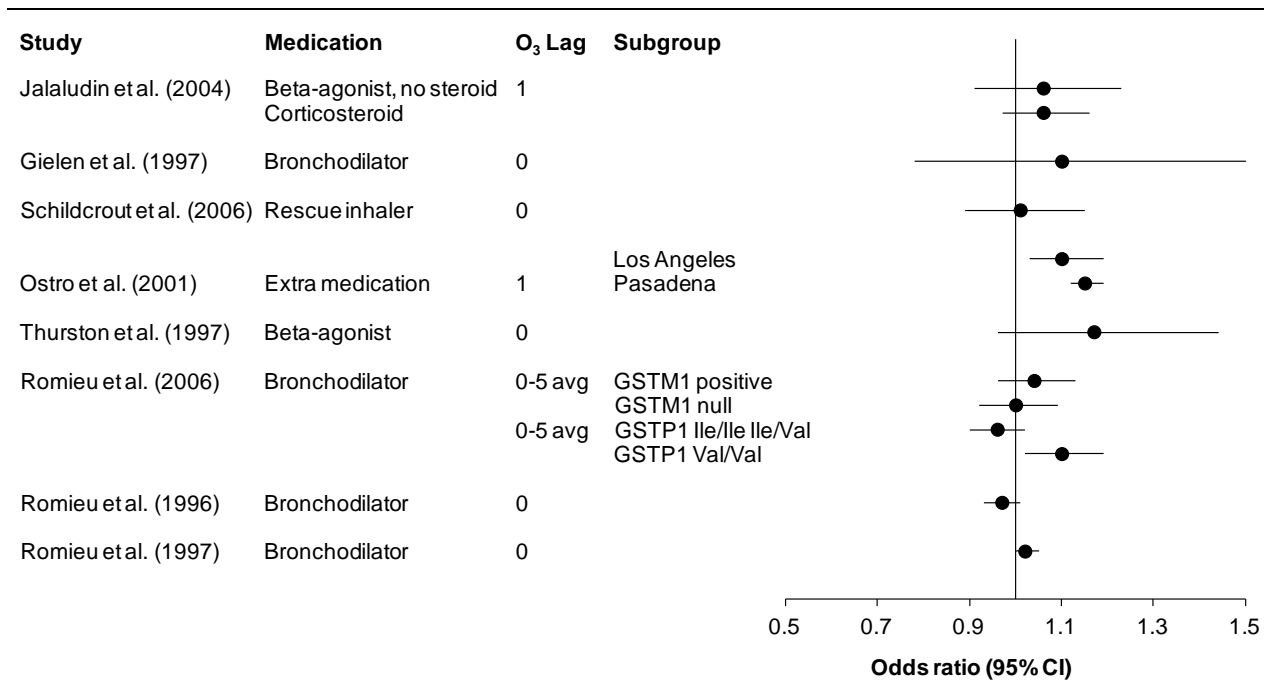 Study Medication O₃ Lag Subgroup
Jalaludin et al. (2004) Beta-agonist, no steroid 1
Corticosteroid
Gielen et al. (1997) Bronchodilator 0
Schildcrout et al. (2006) Rescue inhaler 0
Los Angeles
Ostro et al. (2001) Extra medication 1 Pasadena
Thurston et al. (1997) Beta-agonist 0
Romieu et al. (2006) Bronchodilator 0-5 avg GSTM1 positive
GSTM1 null
0-5 avg GSTP1 Ile/Ile Ile/Val
GSTP1 Val/Val
Romieu et al. (1996) Bronchodilator 0
Romieu et al. (1997) Bronchodilator 0
0.5 0.7 0.9 1.1 1.3 1.5
Odds ratio (95% CI)